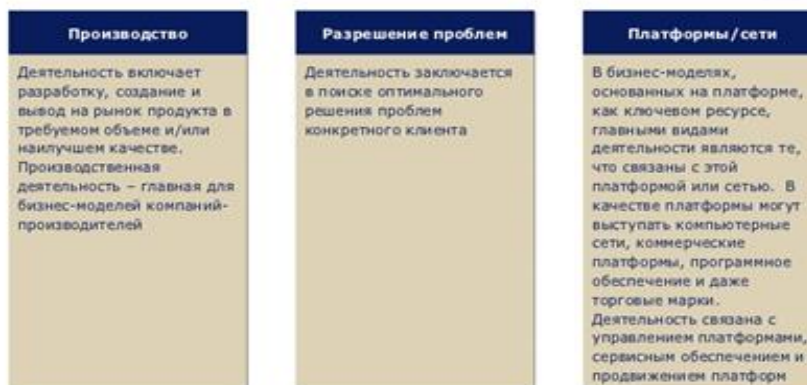 Производство
Деятельность включает
разработку, создание и
вывод на рынок продукта в
требуемом объеме и/или
наилучшем качестве.
Производственная
деятельность – главная для
бизнес-моделей компаний-
производителей
Разрешение проблем
Деятельность заключается
в поиске оптимального
решения проблем
конкретного клиента
Платформы/сети
В бизнес-моделях,
основанных на платформе,
как ключевом ресурсе,
главными видами
деятельности являются те,
что связаны с этой
платформой или сетью. В
качестве платформы могут
выступать компьютерные
сети, коммерческие
платформы, программное
обеспечение и даже
торговые марки.
Деятельность связана с
управлением платформами,
сервисным обеспечением и
продвижением платформ